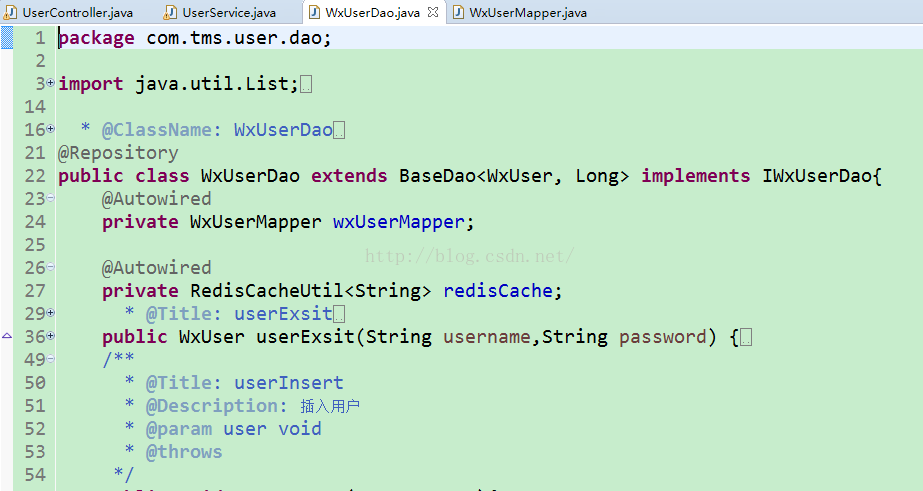 UserController.java UserService.java WxUserDao.java WxUserMapper.java
1 package com.tms.user.dao;
2
3 import java.util.List;
14
16 * @ClassName: WxUserDao
21 @Repository
22 public class WxUserDao extends BaseDao<WxUser, Long> implements IWxUserDao{
23 @Autowired
24 private WxUserMapper wxUserMapper;
25
http://blog.csdn.net/
26 @Autowired
27 private RedisCacheUtil<String> redisCache;
29 * @Title: userExsit
36 public WxUser userExsit(String username,String password) {
49 /**
50 * @Title: userInsert
51 * @Description: 插入用户
52 * @param user void
53 * @throws
54 */